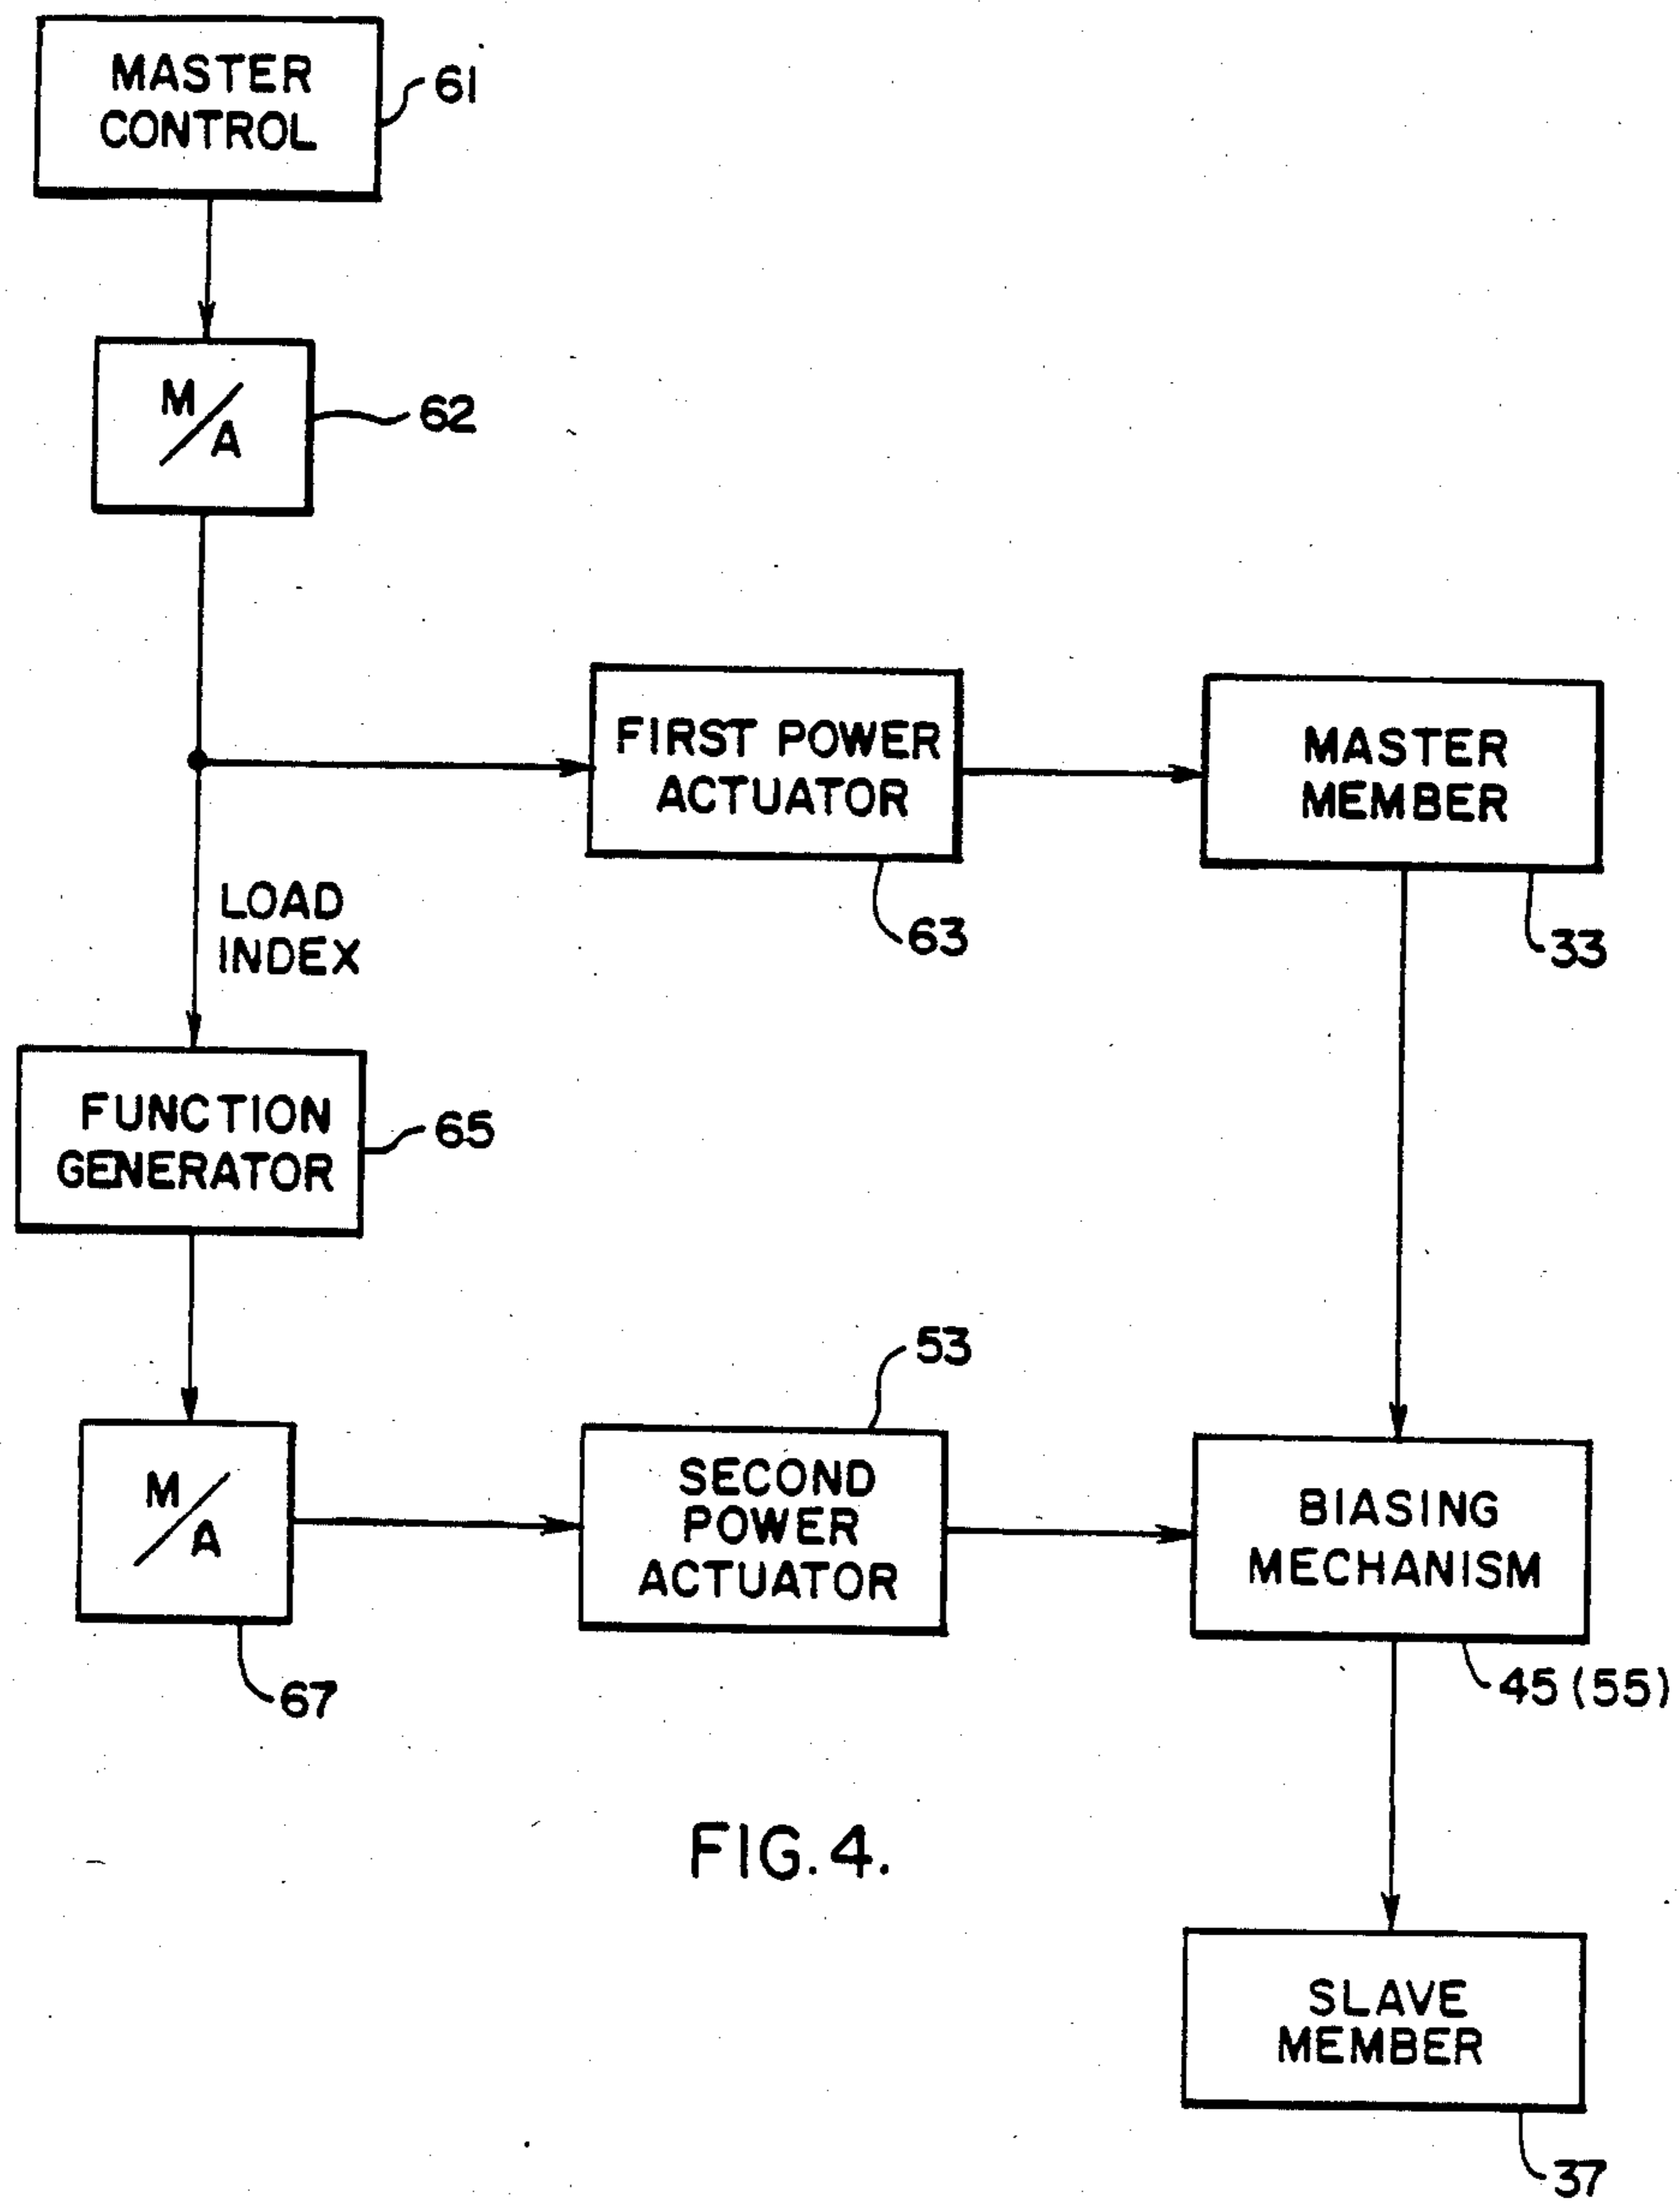 MASTER
CONTROL
61
M/A
62
FIRST POWER
ACTUATOR
63
MASTER
MEMBER
33
LOAD
INDEX
FUNCTION
GENERATOR
65
53
M/A
67
SECOND
POWER
ACTUATOR
BIASING
MECHANISM
45 (55)
FIG. 4.
SLAVE
MEMBER
37